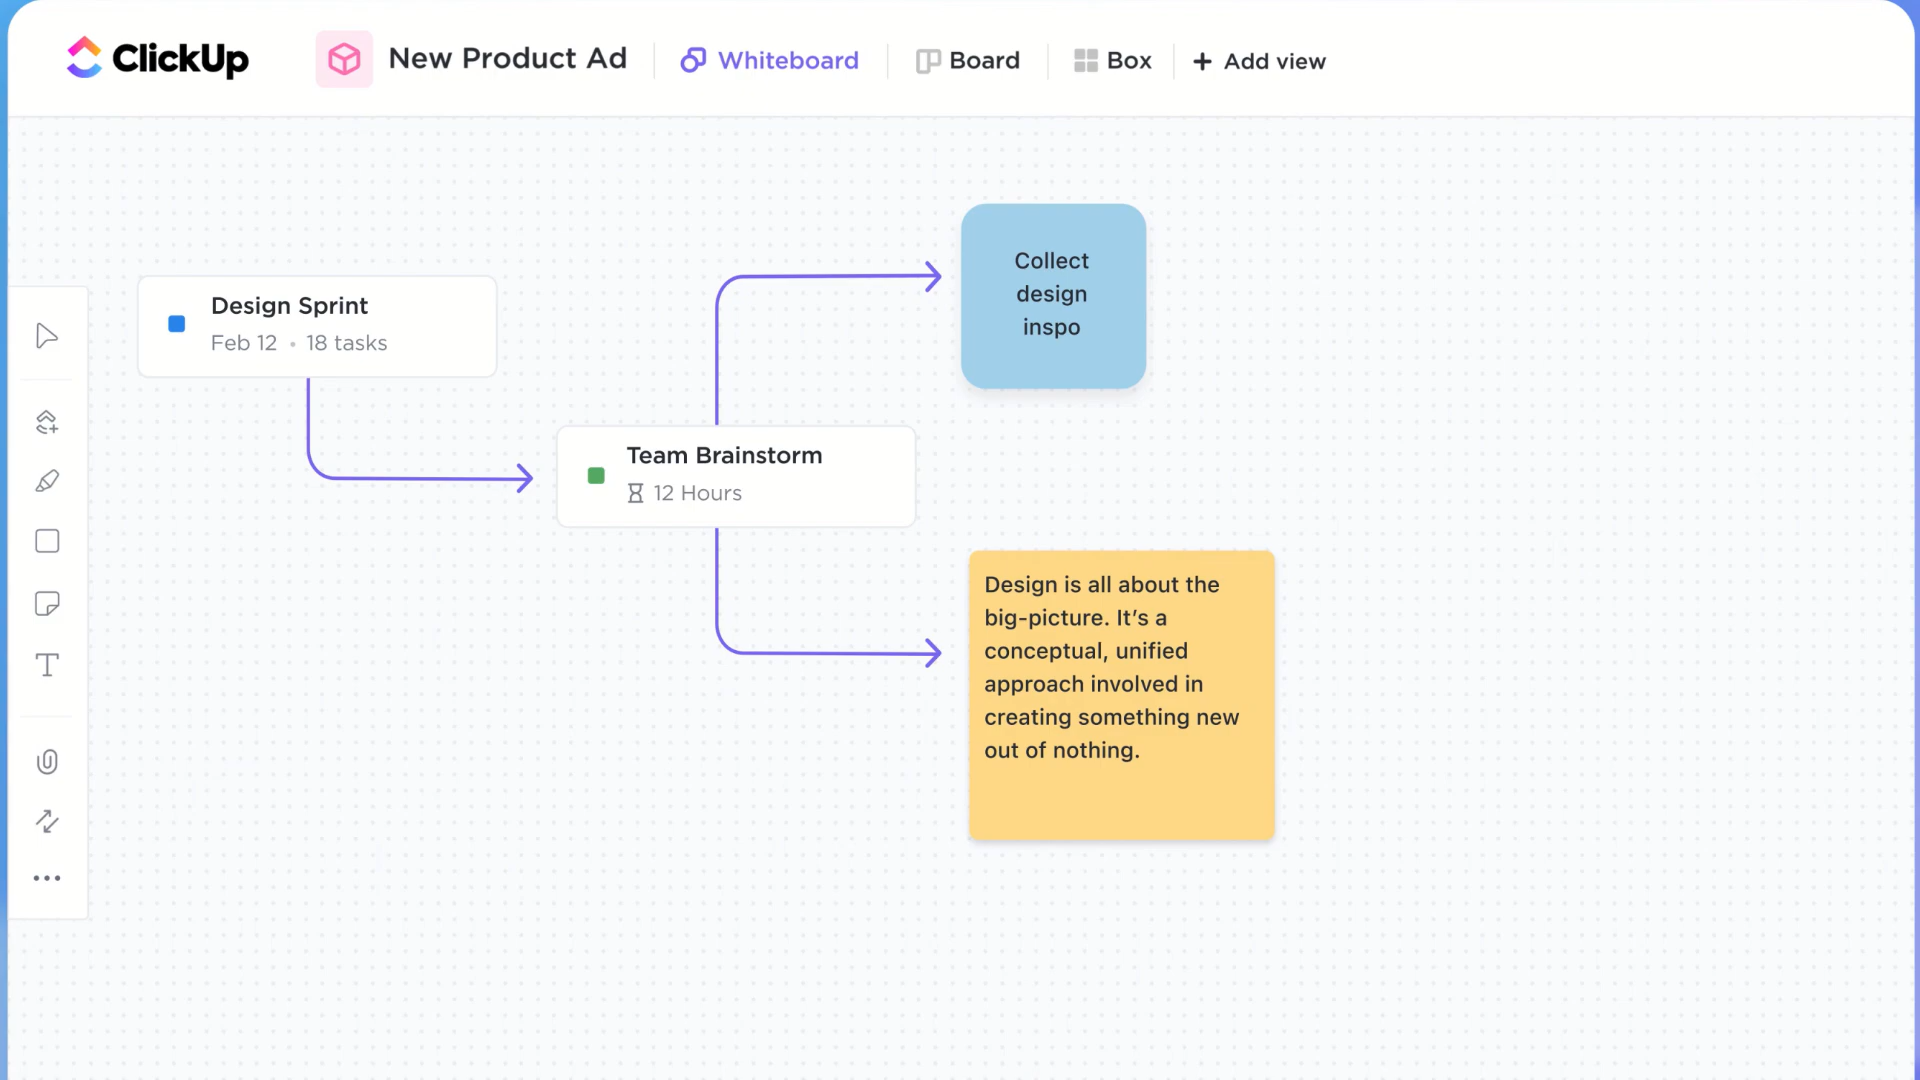 ClickUp
New Product Ad
Whiteboard
Board
Box
+ Add view
Design Sprint
Feb 12 • 18 tasks
Team Brainstorm
12 Hours
Collect
design
inspo
Design is all about the
big-picture. It’s a
conceptual, unified
approach involved in
creating something new
out of nothing.